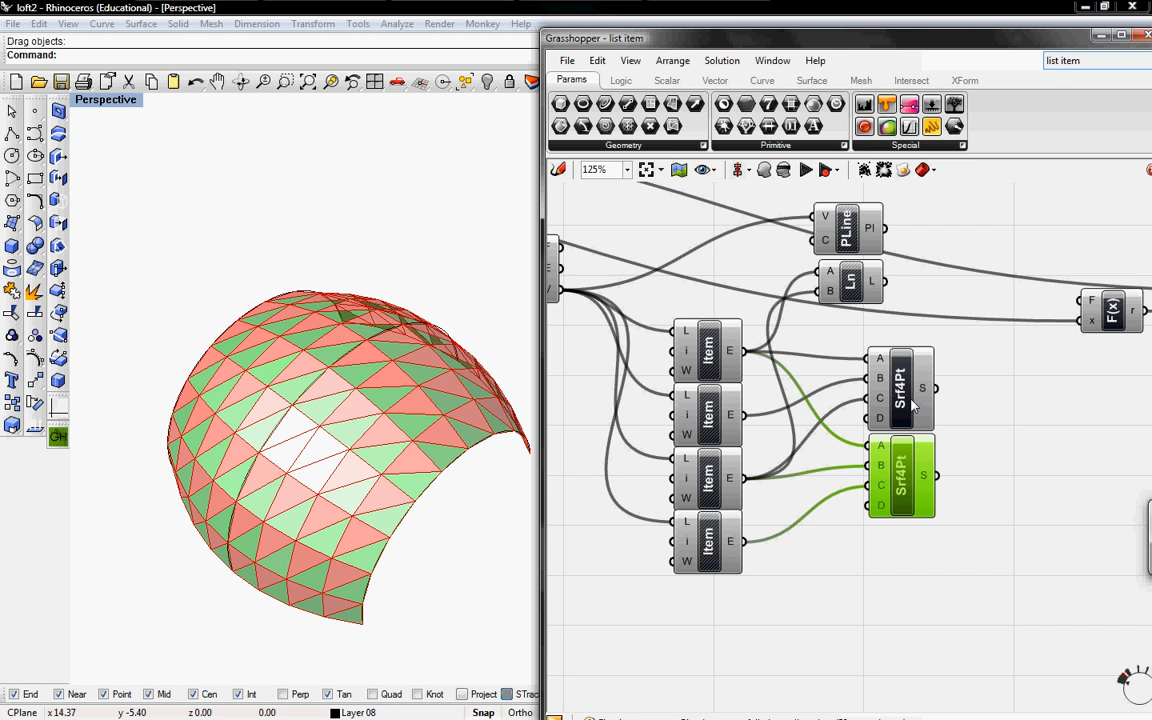 loft2 - Rhinoceros (Educational) - [Perspective]
File Edit View Curve Surface Solid Mesh Dimension Transform Tools Analyze Render Monkey Help
Drag objects:
Command:
Perspective
GH
Grasshopper - list item
File Edit View Arrange Solution Window Help
list item
Params Logic Scalar Vector Curve Surface Mesh Intersect XForm
Geometry Primitive Special
125%
V C PLine Pl
A B Ln L
F x F(x) r
L i W Item E
L i W Item E
L i W Item E
L i W Item E
A B C D Srf4Pt S
A B C D Srf4Pt S
End Near Point Mid Cen Int Perp Tan Quad Knot Project STrac
CPlane x 14.37 y -5.40 z 0.00 0.00 Layer 08 Snap Ortho